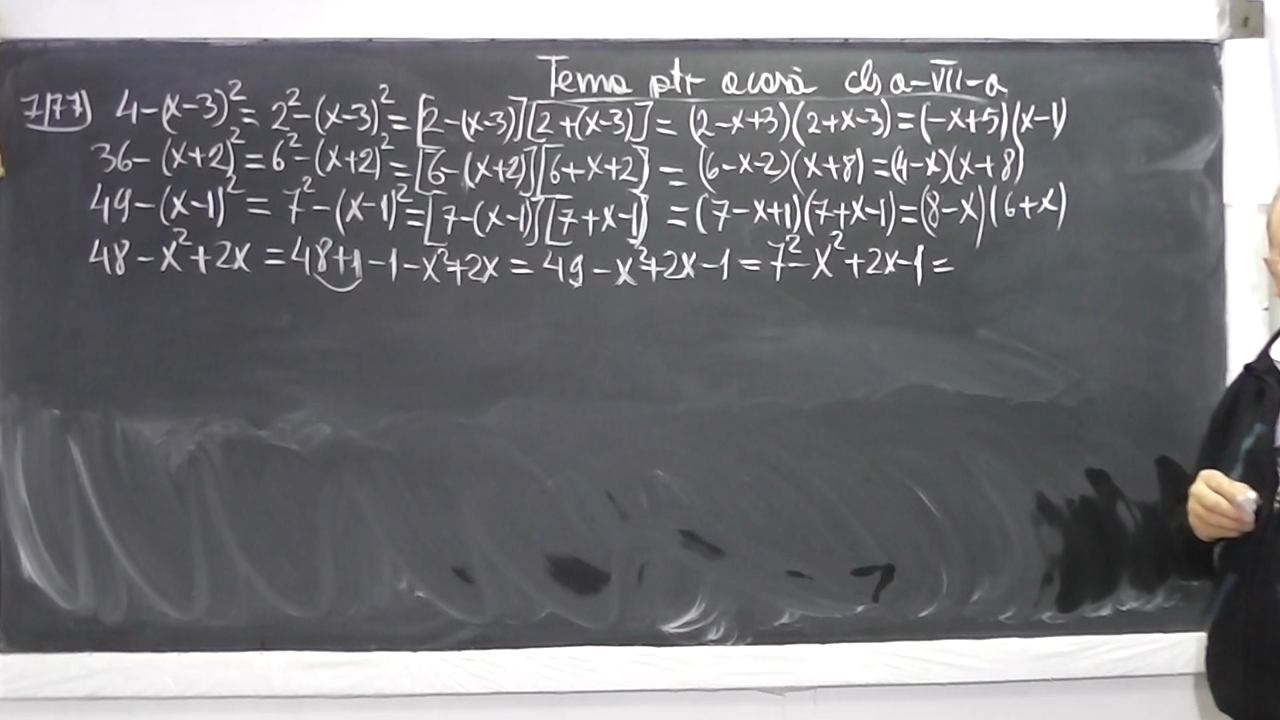 Tema ptr acasă cls a-VII-a
7/77) 4-(x-3)² = 2²-(x-3)² = [2-(x-3)][2+(x-3)] = (2-x+3)(2+x-3) = (-x+5)(x-1)
36-(x+2)² = 6²-(x+2)² = [6-(x+2)][6+x+2] = (6-x-2)(x+8) = (4-x)(x+8)
49-(x-1)² = 7²-(x-1)² = [7-(x-1)][7+x-1] = (7-x+1)(7+x-1) = (8-x)(6+x)
48-x²+2x = 48+1-1-x²+2x = 49-x²+2x-1 = 7²-x²+2x-1 =